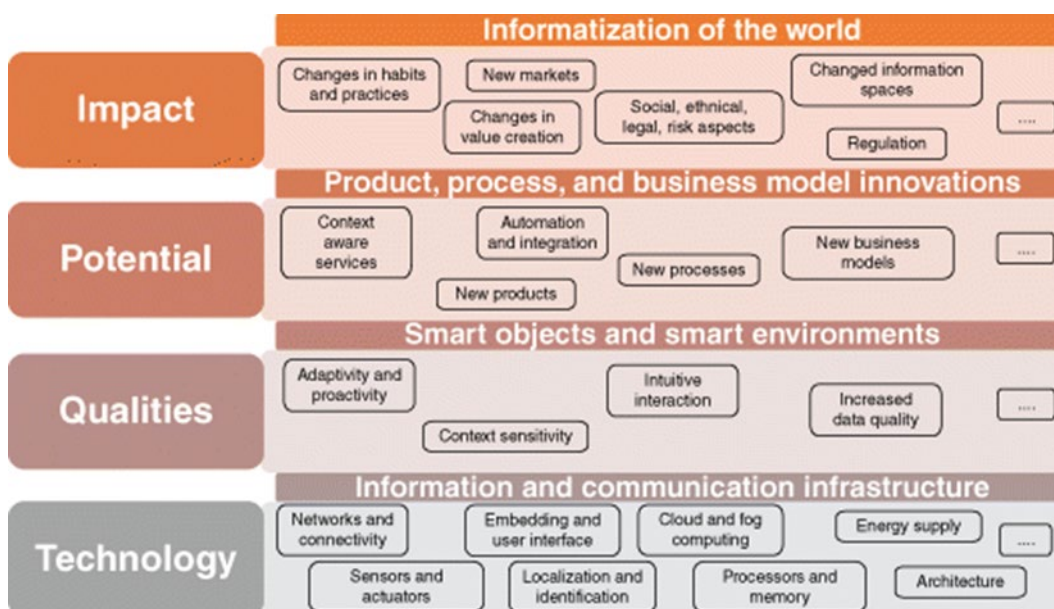 Informatization of the world
Impact
Changes in habits
and practices
New markets
Changes in
value creation
Social, ethnical,
legal, risk aspects
Changed information
spaces
Regulation
....
Product, process, and business model innovations
Potential
Context
aware
services
Automation
and integration
New products
New processes
New business
models
....
Smart objects and smart environments
Qualities
Adaptivity and
proactivity
Context sensitivity
Intuitive
interaction
Increased
data quality
....
Information and communication infrastructure
Technology
Networks and
connectivity
Embedding and
user interface
Cloud and fog
computing
Energy supply
....
Sensors and
actuators
Localization and
identification
Processors and
memory
Architecture